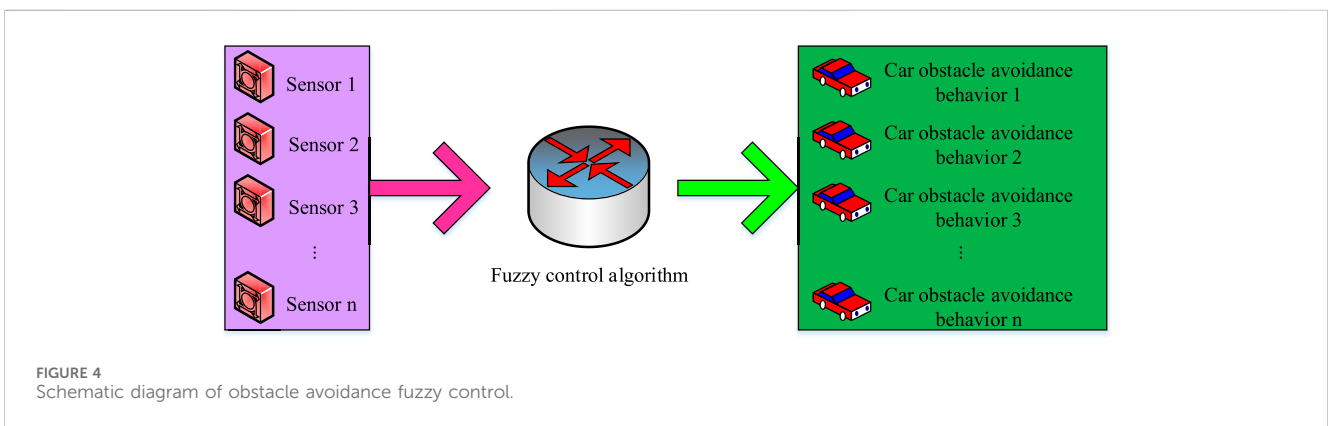 Sensor 1
Sensor 2
Sensor 3
⋮
Sensor n
Fuzzy control algorithm
Car obstacle avoidance
behavior 1
Car obstacle avoidance
behavior 2
Car obstacle avoidance
behavior 3
⋮
Car obstacle avoidance
behavior n
FIGURE 4
Schematic diagram of obstacle avoidance fuzzy control.